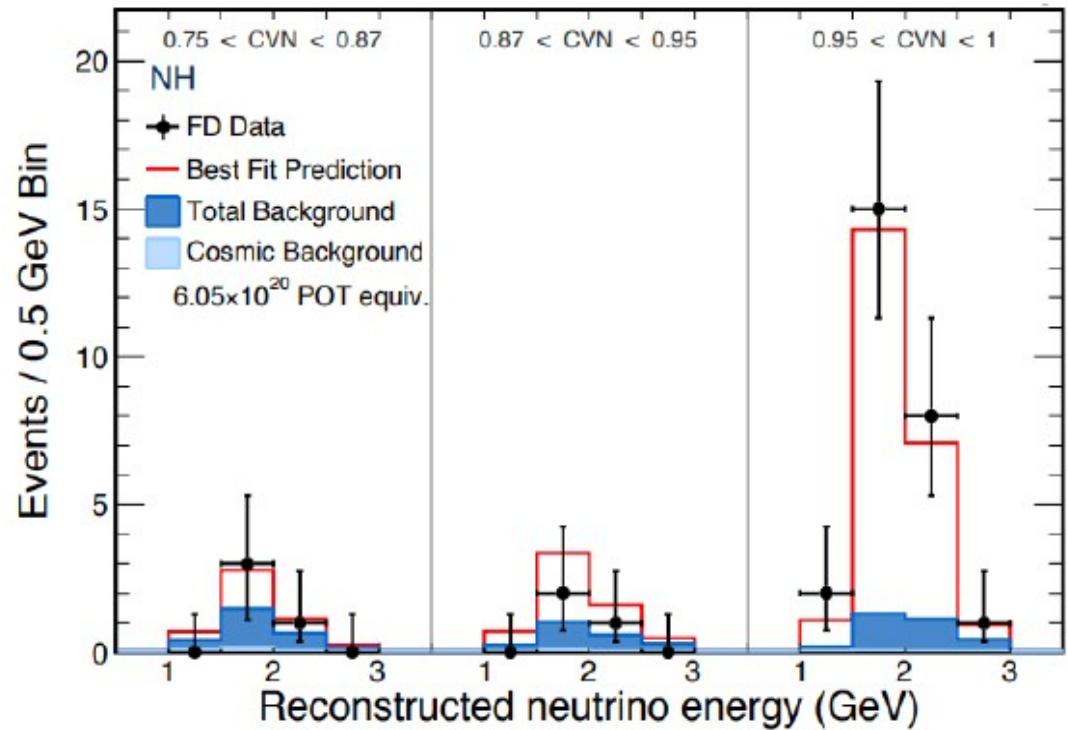 0.75 < CVN < 0.87
0.87 < CVN < 0.95
0.95 < CVN < 1
NH
FD Data
Best Fit Prediction
Total Background
Cosmic Background
6.05×10²⁰ POT equiv.
Events / 0.5 GeV Bin
20
15
10
5
0
1 2 3 1 2 3 1 2 3
Reconstructed neutrino energy (GeV)